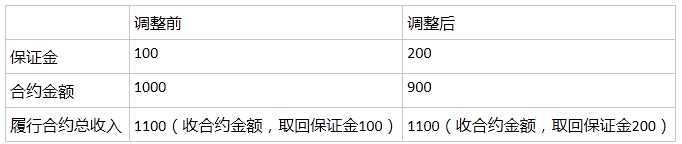 调整前 调整后
保证金 100 200
合约金额 1000 900
履行合约总收入 1100（收合约金额，取回保证金100） 1100（收合约金额，取回保证金200）